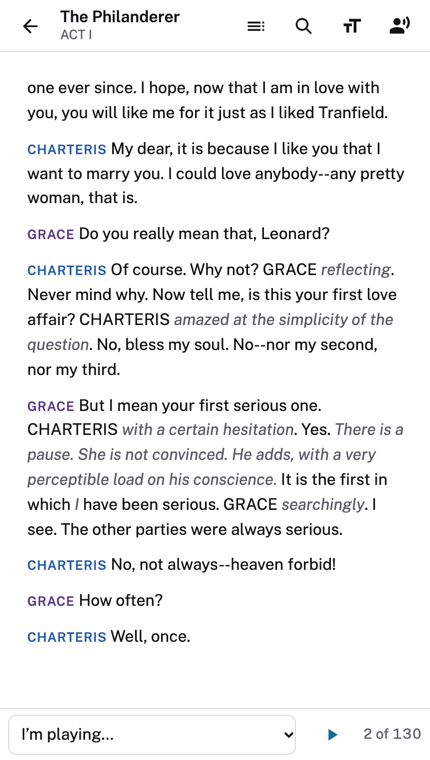 The Philanderer
ACT I
one ever since. I hope, now that I am in love with
you, you will like me for it just as I liked Tranfield.
CHARTERIS My dear, it is because I like you that I
want to marry you. I could love anybody--any pretty
woman, that is.
GRACE Do you really mean that, Leonard?
CHARTERIS Of course. Why not? GRACE reflecting.
Never mind why. Now tell me, is this your first love
affair? CHARTERIS amazed at the simplicity of the
question. No, bless my soul. No--nor my second,
nor my third.
GRACE But I mean your first serious one.
CHARTERIS with a certain hesitation. Yes. There is a
pause. She is not convinced. He adds, with a very
perceptible load on his conscience. It is the first in
which I have been serious. GRACE searchingly. I
see. The other parties were always serious.
CHARTERIS No, not always--heaven forbid!
GRACE How often?
CHARTERIS Well, once.
I'm playing...
2 of 130